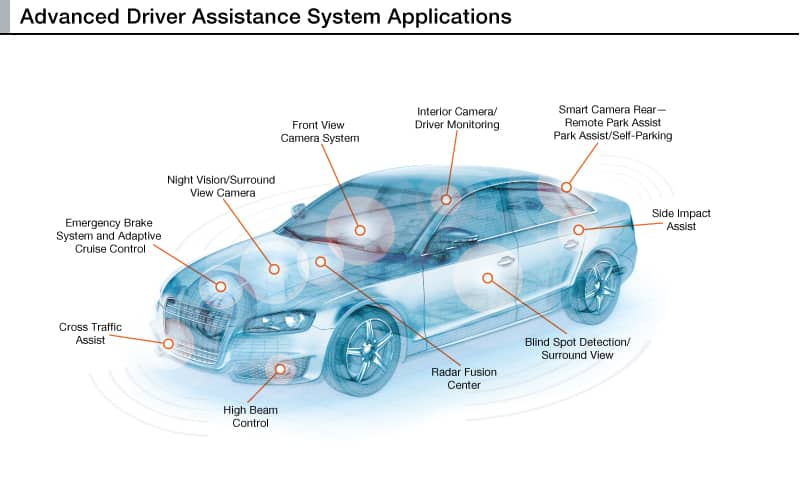 Advanced Driver Assistance System Applications
Interior Camera/
Driver Monitoring
Smart Camera Rear—
Remote Park Assist
Park Assist/Self-Parking
Front View
Camera System
Night Vision/Surround
View Camera
Side Impact
Assist
Emergency Brake
System and Adaptive
Cruise Control
Cross Traffic
Assist
Blind Spot Detection/
Surround View
Radar Fusion
Center
High Beam
Control